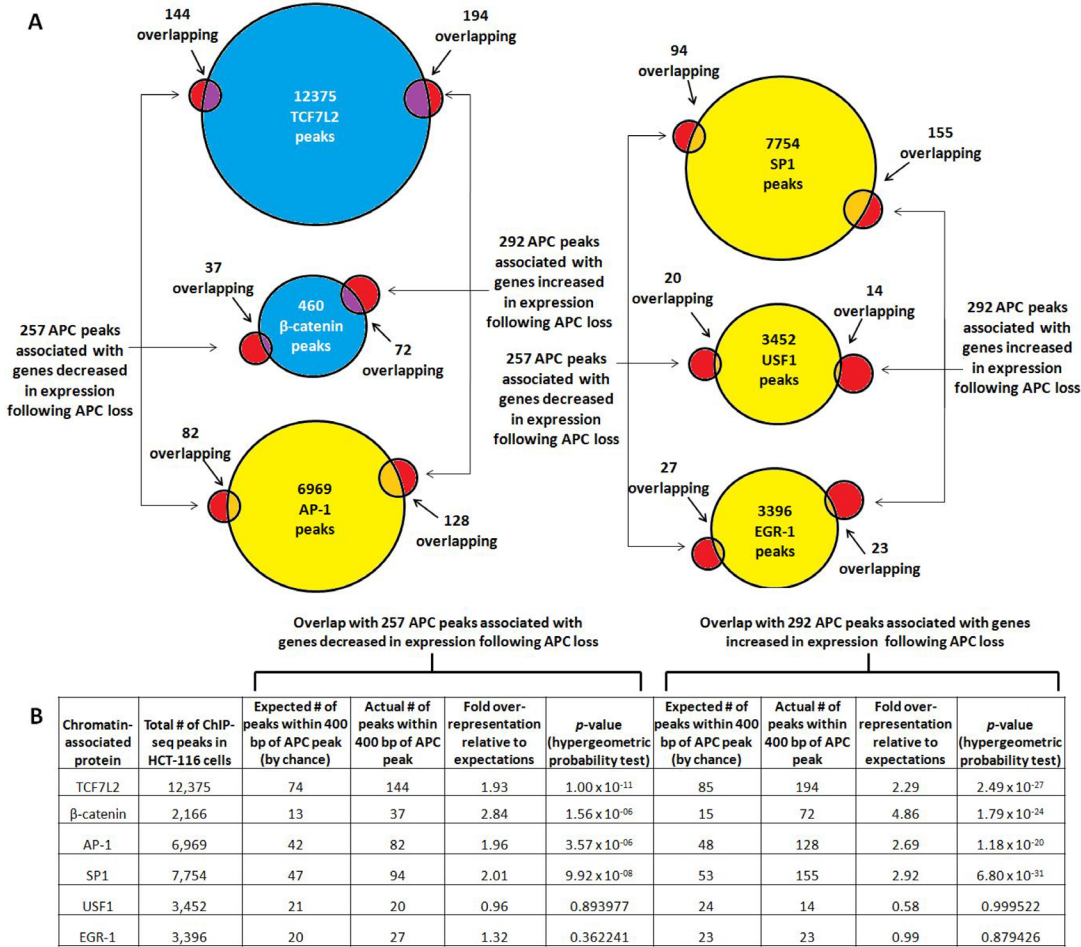 A
144
overlapping
194
overlapping
12375
TCF7L2
peaks
37
overlapping
460
β-catenin
peaks
72
overlapping
257 APC peaks
associated with
genes decreased
in expression
following APC loss
292 APC peaks
associated with
genes increased
in expression
following APC loss
82
overlapping
6969
AP-1
peaks
128
overlapping
94
overlapping
7754
SP1
peaks
155
overlapping
20
overlapping
3452
USF1
peaks
14
overlapping
257 APC peaks
associated with
genes decreased
in expression
following APC loss
292 APC peaks
associated with
genes increased
in expression
following APC loss
27
overlapping
3396
EGR-1
peaks
23
overlapping
Overlap with 257 APC peaks associated with
genes decreased in expression following APC loss
Overlap with 292 APC peaks associated with genes
increased in expression following APC loss
B
Chromatin-
associated
protein
Total # of ChIP-
seq peaks in
HCT-116 cells
Expected # of
peaks within 400
bp of APC peak
(by chance)
Actual # of
peaks within
400 bp of APC
peak
Fold over-
representation
relative to
expectations
p-value
(hypergeometric
probability test)
Expected # of
peaks within 400
bp of APC peak
(by chance)
Actual # of
peaks within
400 bp of APC
peak
Fold over-
representation
relative to
expectations
p-value
(hypergeometric
probability test)
TCF7L2 12,375 74 144 1.93 1.00 x 10⁻¹¹ 85 194 2.29 2.49 x 10⁻²⁷
β-catenin 2,166 13 37 2.84 1.56 x 10⁻⁰⁶ 15 72 4.86 1.79 x 10⁻²⁴
AP-1 6,969 42 82 1.96 3.57 x 10⁻⁰⁶ 48 128 2.69 1.18 x 10⁻²⁰
SP1 7,754 47 94 2.01 9.92 x 10⁻⁰⁸ 53 155 2.92 6.80 x 10⁻³¹
USF1 3,452 21 20 0.96 0.893977 24 14 0.58 0.999522
EGR-1 3,396 20 27 1.32 0.362241 23 23 0.99 0.879426